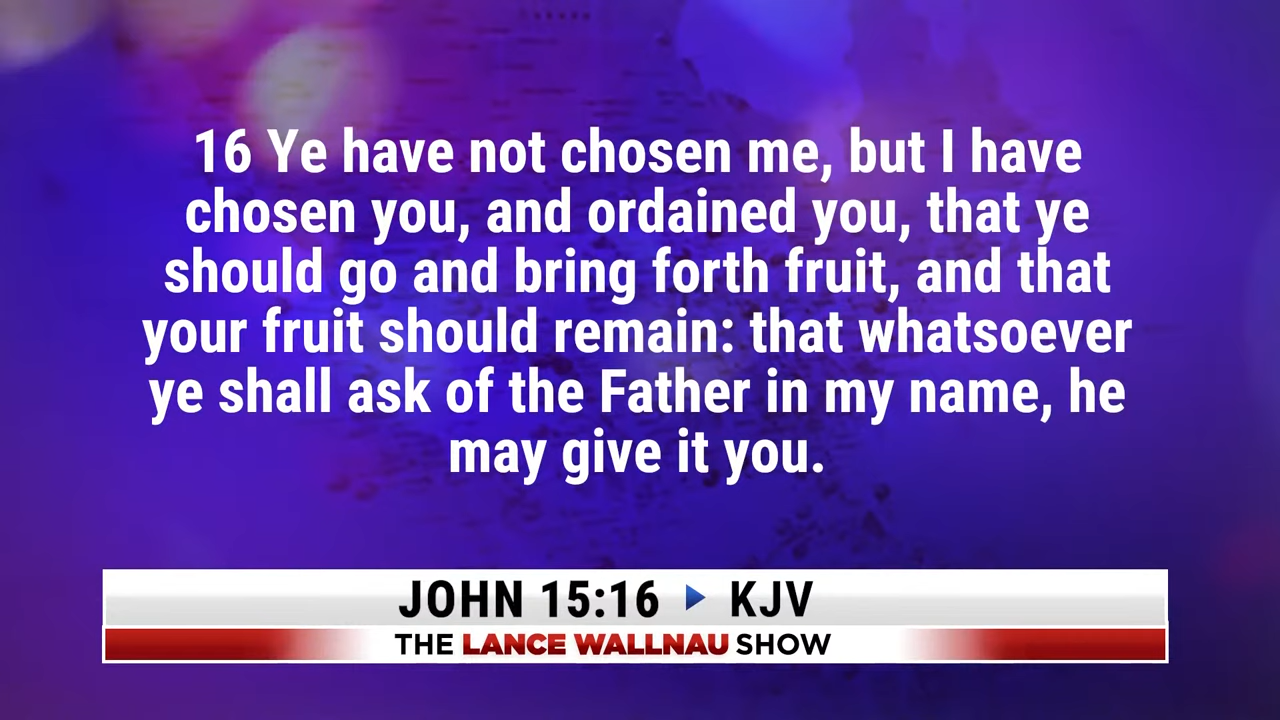 16 Ye have not chosen me, but I have
chosen you, and ordained you, that ye
should go and bring forth fruit, and that
your fruit should remain: that whatsoever
ye shall ask of the Father in my name, he
may give it you.
JOHN 15:16 ▶ KJV
THE LANCE WALLNAU SHOW